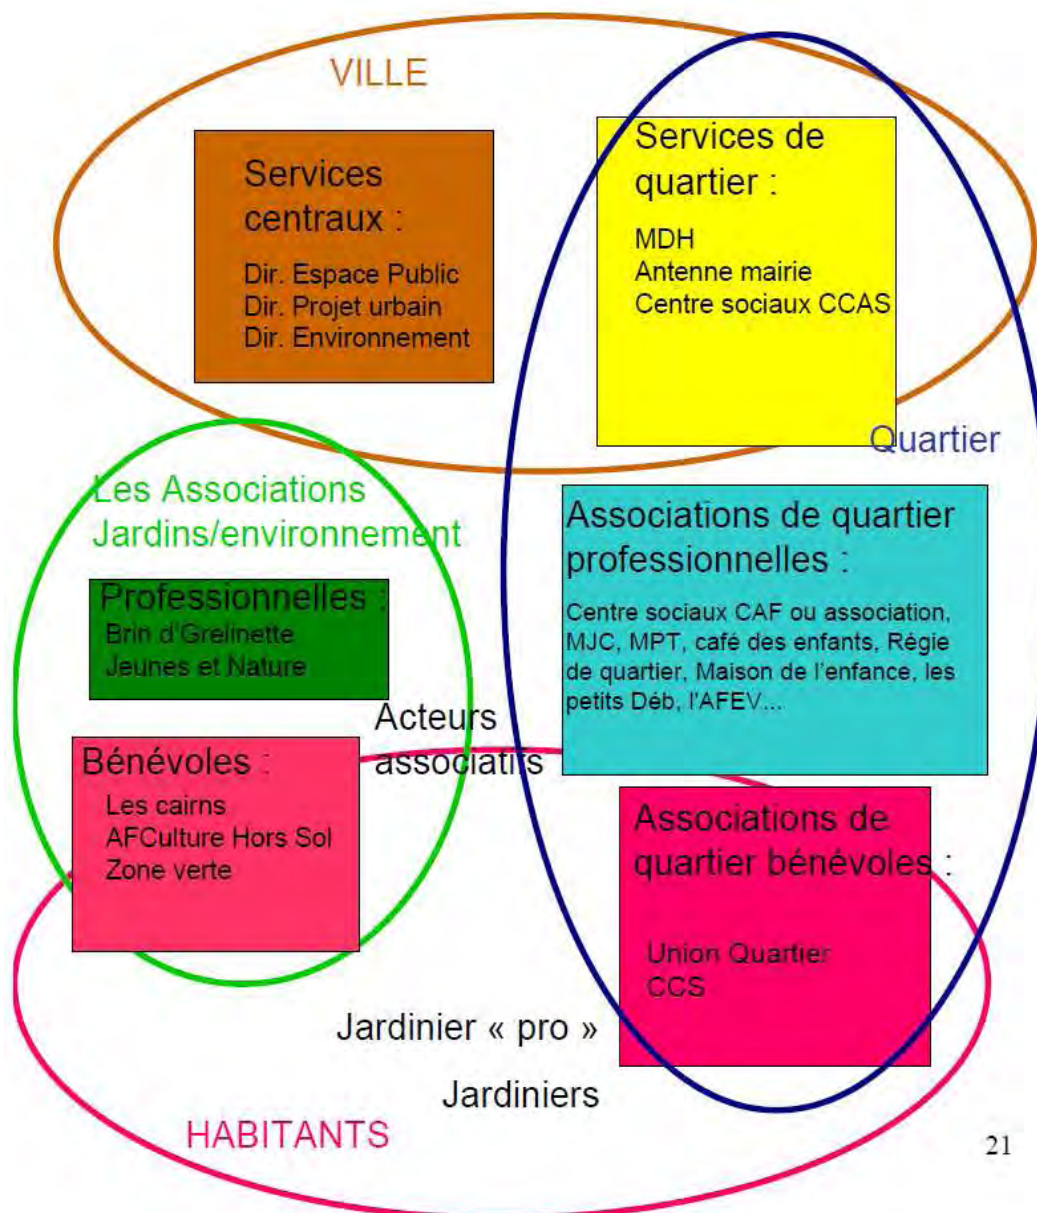 VILLE
Services
centraux :
Dir. Espace Public
Dir. Projet urbain
Dir. Environnement
Services de
quartier :
MDH
Antenne mairie
Centre sociaux CCAS
Quartier
Les Associations
Jardins/environnement
Professionnelles :
Brin d'Grelinette
Jeunes et Nature
Associations de quartier
professionnelles :
Centre sociaux CAF ou association,
MJC, MPT, café des enfants, Régie
de quartier, Maison de l'enfance, les
petits Déb, l'AFEV...
Acteurs
associatifs
Bénévoles :
Les cairns
AFCulture Hors Sol
Zone verte
Associations de
quartier bénévoles :
Union Quartier
CCS
Jardinier « pro »
Jardiniers
HABITANTS
21